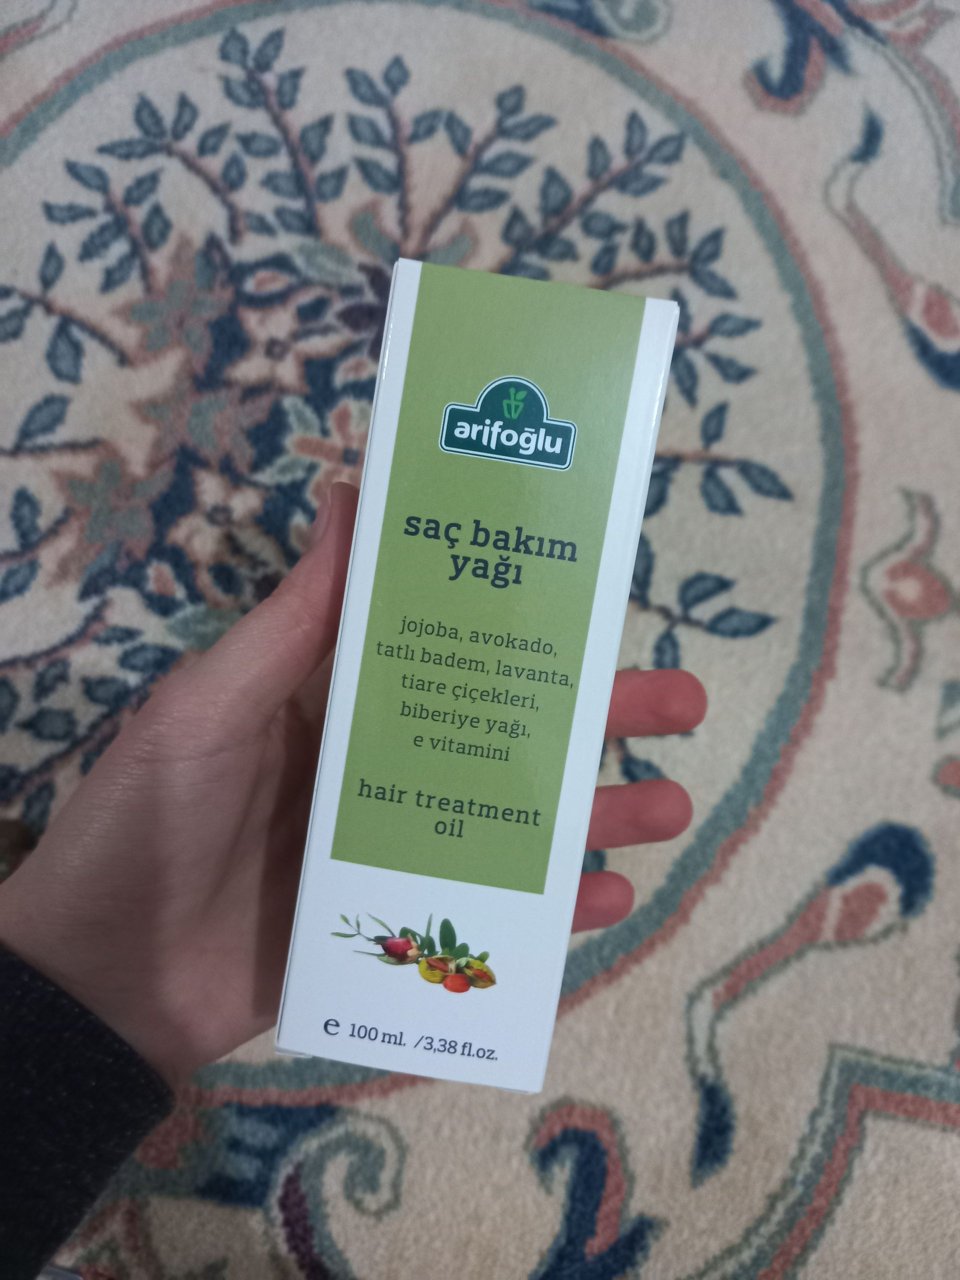 arifoğlu
saç bakım
yağı
jojoba, avokado,
tatlı badem, lavanta,
tiare çiçekleri,
biberiye yağı,
e vitamini
hair treatment
oil
e 100 ml. /3,38 fl.oz.